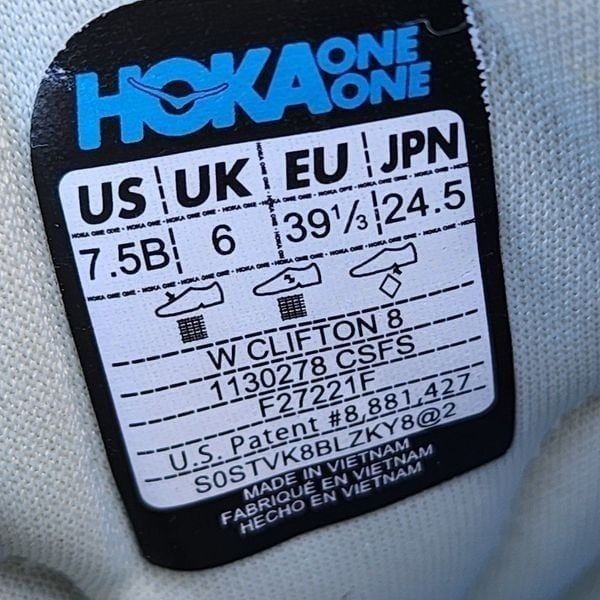 HOKA ONE ONE
US UK EU JPN
7.5B 6 39 1/3 24.5
W CLIFTON 8
1130278 CSFS
F27221F
U.S. Patent #8,881,427
S0STVK8BLZKY8@2
MADE IN VIETNAM
FABRIQUÉ EN VIETNAM
HECHO EN VIETNAM